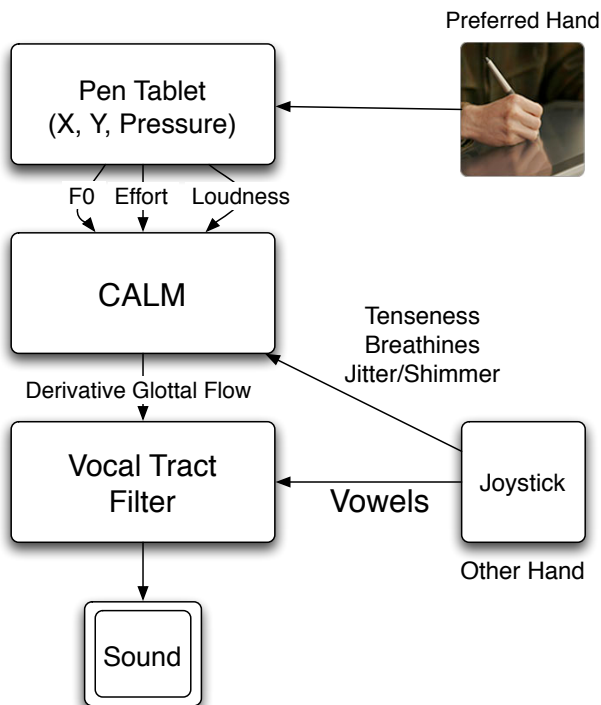 Preferred Hand
Pen Tablet
(X, Y, Pressure)
F0 Effort Loudness
CALM
Tenseness
Breathines
Jitter/Shimmer
Derivative Glottal Flow
Vocal Tract
Filter
Vowels
Joystick
Other Hand
Sound